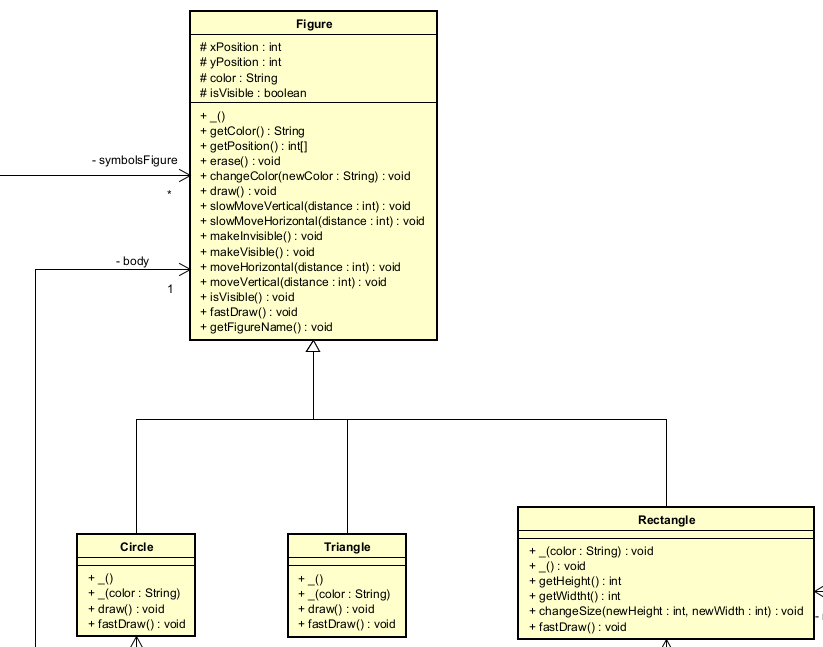 Figure
# xPosition : int
# yPosition : int
# color : String
# isVisible : boolean
+ _()
+ getColor() : String
+ getPosition() : int[]
+ erase() : void
+ changeColor(newColor : String) : void
+ draw() : void
+ slowMoveVertical(distance : int) : void
+ slowMoveHorizontal(distance : int) : void
+ makeInvisible() : void
+ makeVisible() : void
+ moveHorizontal(distance : int) : void
+ moveVertical(distance : int) : void
+ isVisible() : void
+ fastDraw() : void
+ getFigureName() : void
- symbolsFigure
*
- body
1
Circle
+ _()
+ _(color : String)
+ draw() : void
+ fastDraw() : void
Triangle
+ _()
+ _(color : String)
+ draw() : void
+ fastDraw() : void
Rectangle
+ _(color : String) : void
+ _() : void
+ getHeight() : int
+ getWidtht() : int
+ changeSize(newHeight : int, newWidth : int) : void
+ fastDraw() : void
-